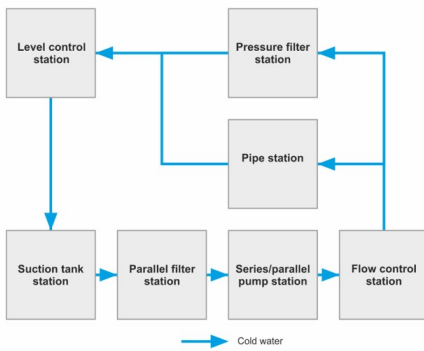 Level control
station
Pressure filter
station
Pipe station
Suction tank
station
Parallel filter
station
Series/parallel
pump station
Flow control
station
Cold water